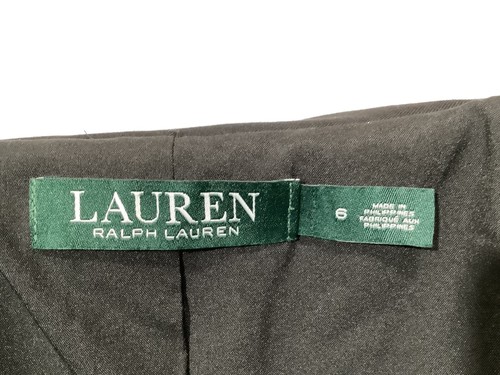 LAUREN
RALPH LAUREN
6
MADE IN
PHILIPPINES
FABRIQUÉ AUX
PHILIPPINES